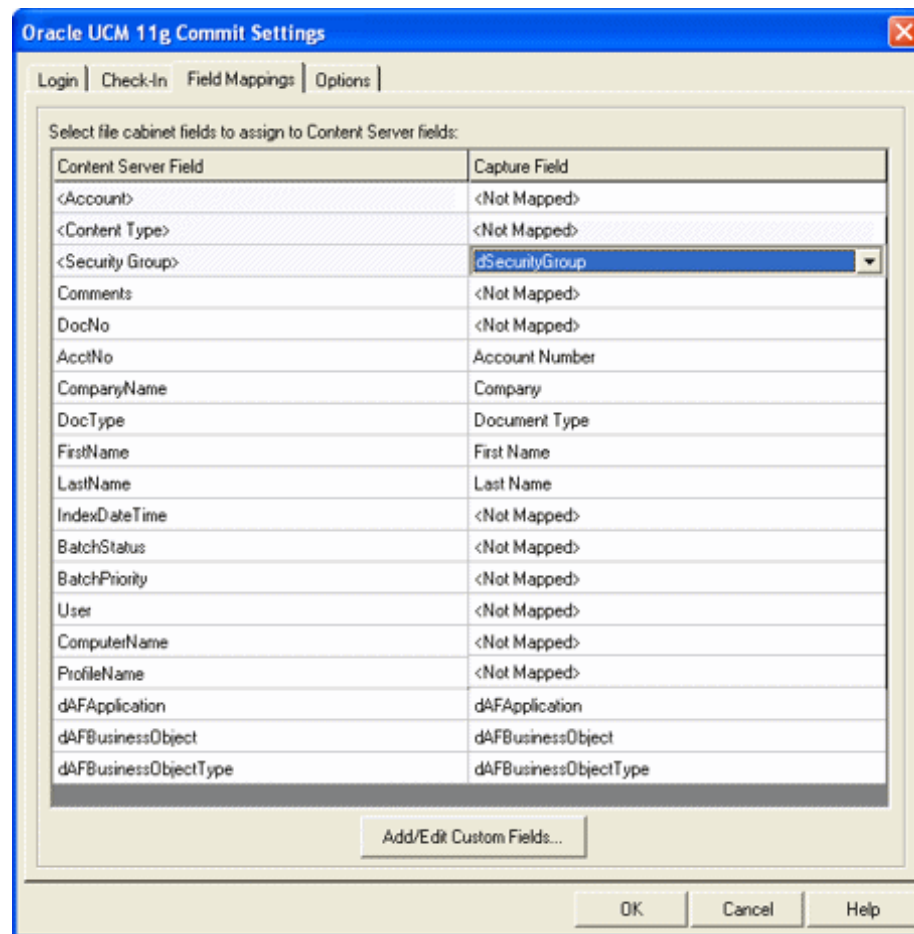 Oracle UCM 11g Commit Settings
Login Check-In Field Mappings Options
Select file cabinet fields to assign to Content Server fields:
Content Server Field Capture Field
<Account> <Not Mapped>
<Content Type> <Not Mapped>
<Security Group> dSecurityGroup
Comments <Not Mapped>
DocNo <Not Mapped>
AcctNo Account Number
CompanyName Company
DocType Document Type
FirstName First Name
LastName Last Name
IndexDateTime <Not Mapped>
BatchStatus <Not Mapped>
BatchPriority <Not Mapped>
User <Not Mapped>
ComputerName <Not Mapped>
ProfileName <Not Mapped>
dAFApplication dAFApplication
dAFBusinessObject dAFBusinessObject
dAFBusinessObjectType dAFBusinessObjectType
Add/Edit Custom Fields...
OK Cancel Help